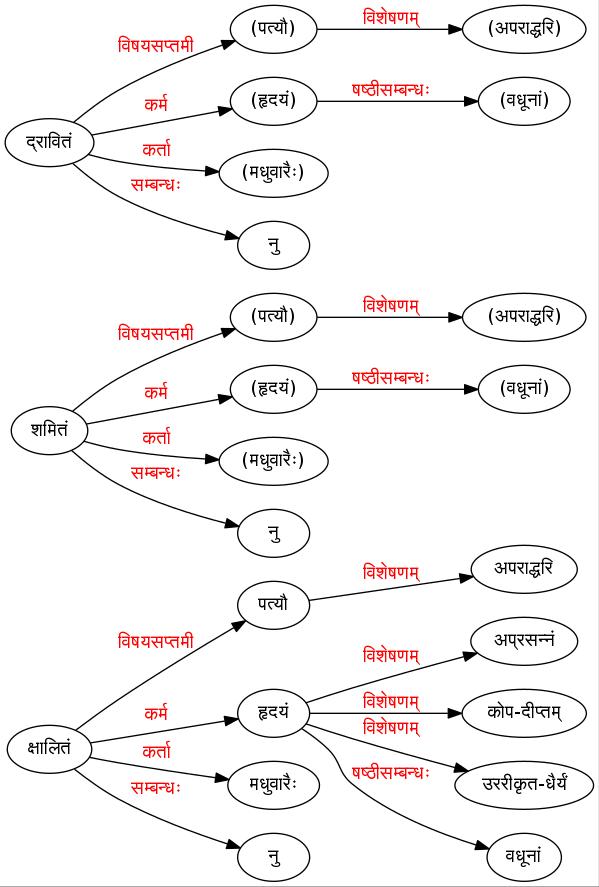 (पत्यौ)
विशेषणम्
(अपराद्धरि)
विषयसप्तमी
(हृदयं)
षष्ठीसम्बन्धः
(वधूनां)
कर्म
द्रावितं
कर्ता
(मधुवारैः)
सम्बन्धः
नु
(पत्यौ)
विशेषणम्
(अपराद्धरि)
विषयसप्तमी
(हृदयं)
षष्ठीसम्बन्धः
(वधूनां)
कर्म
शमितं
कर्ता
(मधुवारैः)
सम्बन्धः
नु
अपराद्धरि
विशेषणम्
पत्यौ
विषयसप्तमी
अप्रसन्नं
विशेषणम्
कर्म
हृदयं
विशेषणम्
कोप-दीप्तम्
विशेषणम्
क्षालितं
कर्ता
षष्ठीसम्बन्धः
मधुवारैः
उररीकृत-धैर्यं
सम्बन्धः
नु
वधूनां